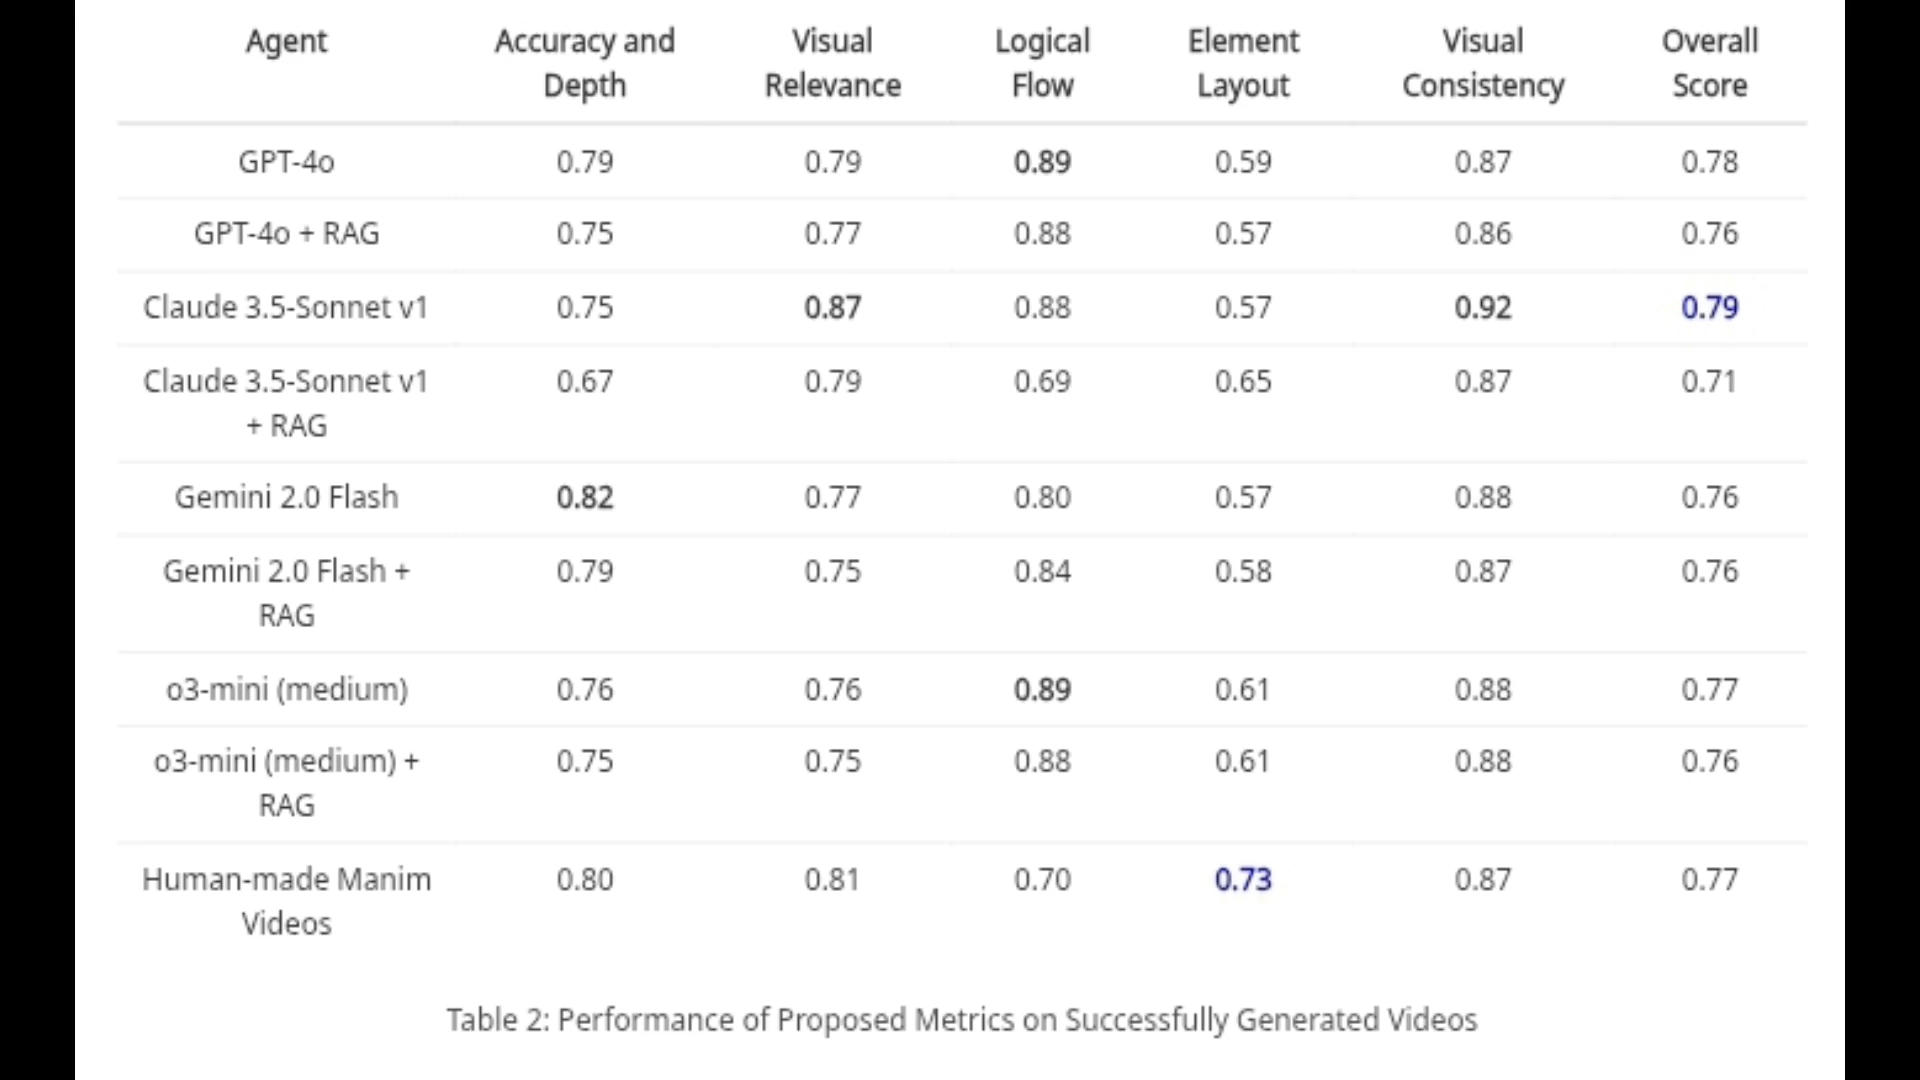 Agent Accuracy and Depth Visual Relevance Logical Flow Element Layout Visual Consistency Overall Score
GPT-4o 0.79 0.79 0.89 0.59 0.87 0.78
GPT-4o + RAG 0.75 0.77 0.88 0.57 0.86 0.76
Claude 3.5-Sonnet v1 0.75 0.87 0.88 0.57 0.92 0.79
Claude 3.5-Sonnet v1 + RAG 0.67 0.79 0.69 0.65 0.87 0.71
Gemini 2.0 Flash 0.82 0.77 0.80 0.57 0.88 0.76
Gemini 2.0 Flash + RAG 0.79 0.75 0.84 0.58 0.87 0.76
o3-mini (medium) 0.76 0.76 0.89 0.61 0.88 0.77
o3-mini (medium) + RAG 0.75 0.75 0.88 0.61 0.88 0.76
Human-made Manim Videos 0.80 0.81 0.70 0.73 0.87 0.77
Table 2: Performance of Proposed Metrics on Successfully Generated Videos